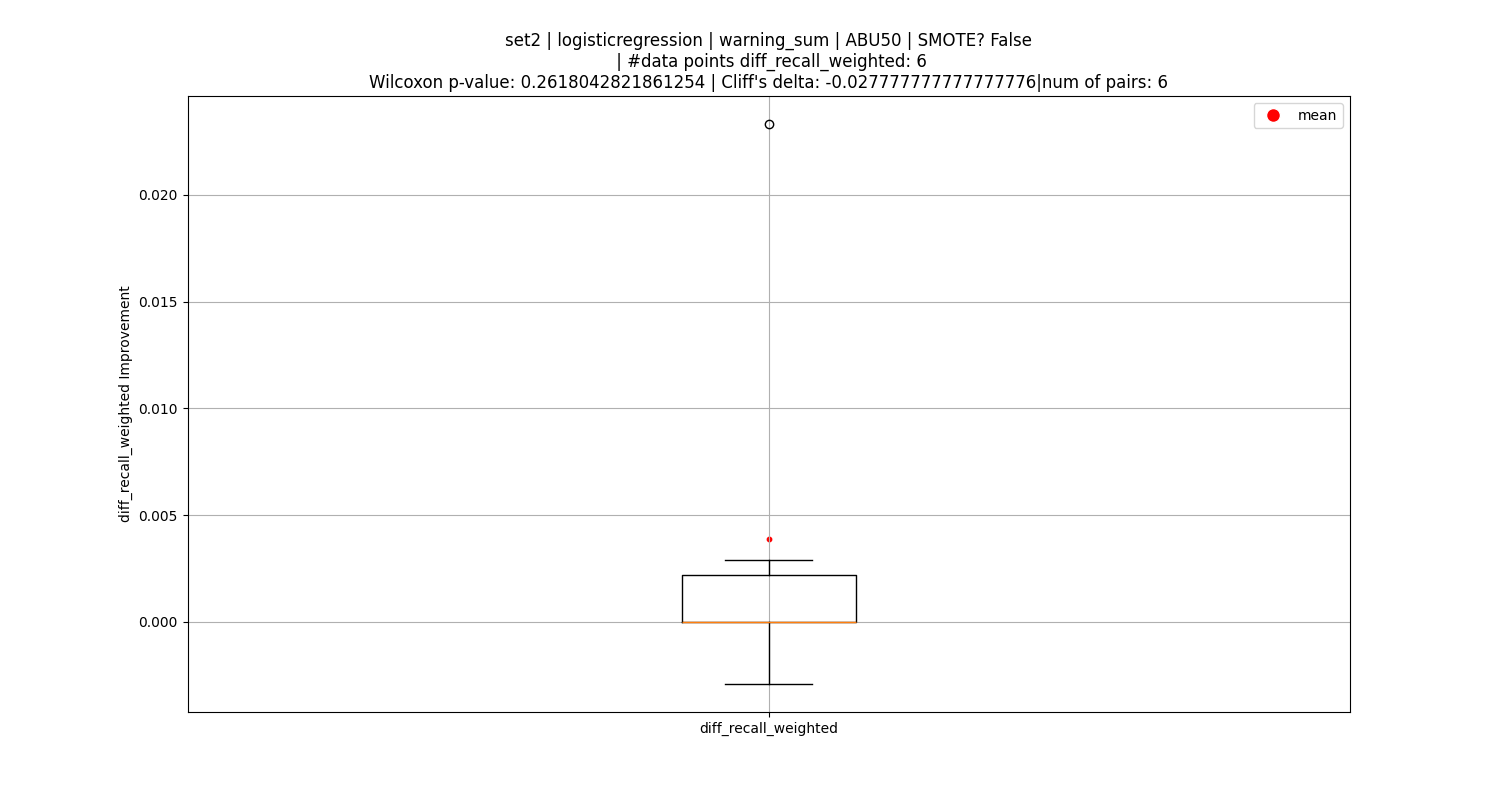 set2 | logisticregression | warning_sum | ABU50 | SMOTE? False
| #data points diff_recall_weighted: 6
Wilcoxon p-value: 0.2618042821861254 | Cliff's delta: -0.027777777777777776|num of pairs: 6
mean
0.020
0.015
0.010
0.005
0.000
diff_recall_weighted Improvement
diff_recall_weighted